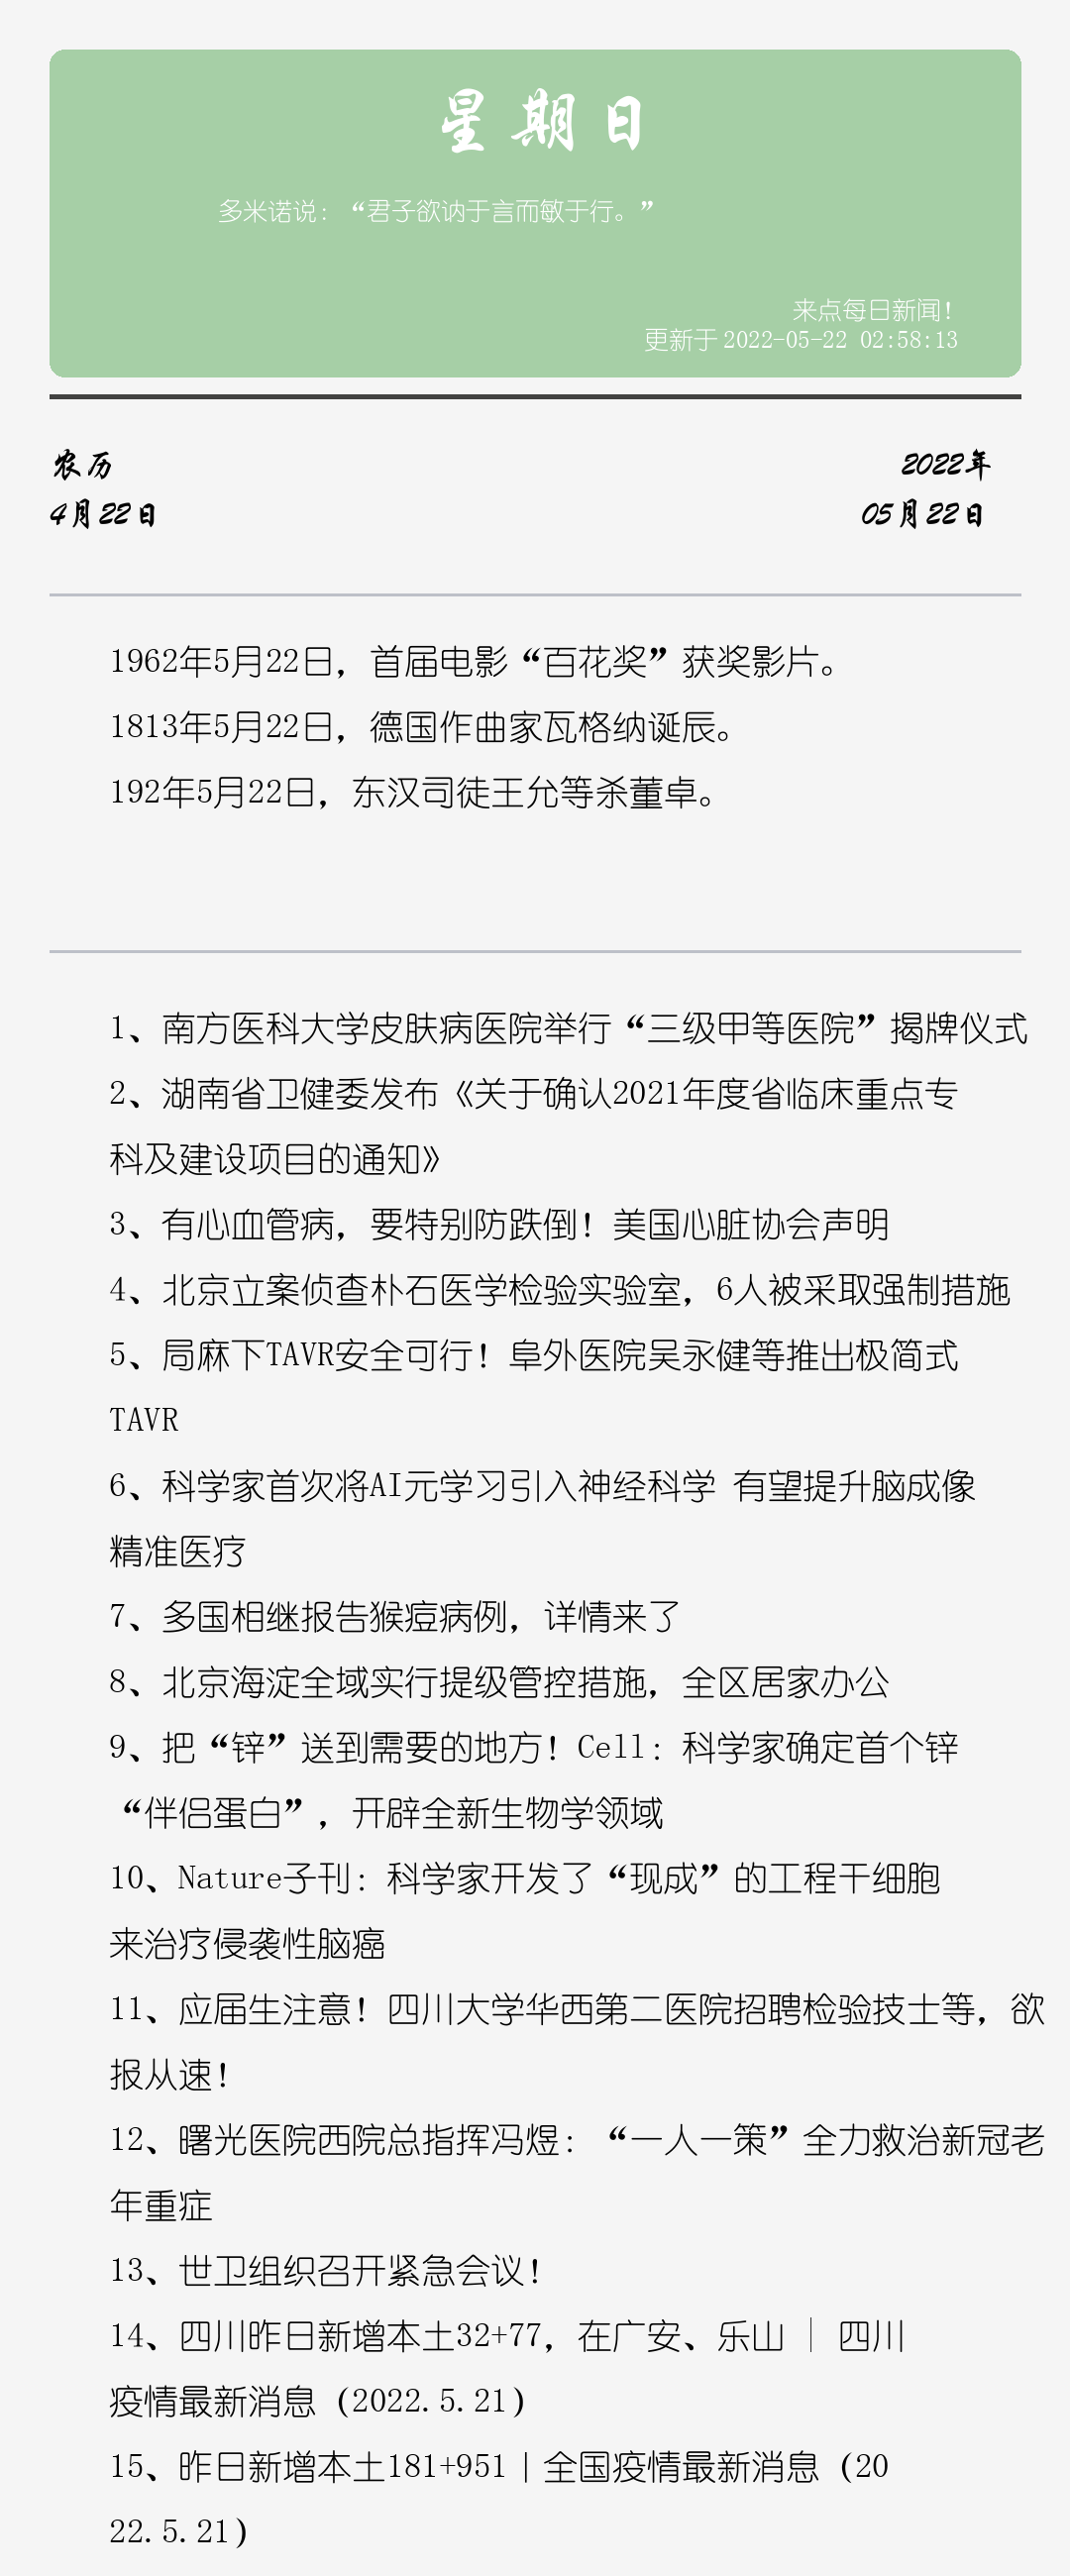 星期日
多米诺说：“君子欲讷于言而敏于行。”
来点每日新闻！
更新于 2022-05-22 02:58:13
农历
2022年
4月22日
05月22日
1962年5月22日，首届电影“百花奖”获奖影片。
1813年5月22日，德国作曲家瓦格纳诞辰。
192年5月22日，东汉司徒王允等杀董卓。
1、南方医科大学皮肤病医院举行“三级甲等医院”揭牌仪式
2、湖南省卫健委发布《关于确认2021年度省临床重点专
科及建设项目的通知》
3、有心血管病，要特别防跌倒！美国心脏协会声明
4、北京立案侦查朴石医学检验实验室，6人被采取强制措施
5、局麻下TAVR安全可行！阜外医院吴永健等推出极简式
TAVR
6、科学家首次将AI元学习引入神经科学 有望提升脑成像
精准医疗
7、多国相继报告猴痘病例，详情来了
8、北京海淀全域实行提级管控措施，全区居家办公
9、把“锌”送到需要的地方！Cell：科学家确定首个锌
“伴侣蛋白”，开辟全新生物学领域
10、Nature子刊：科学家开发了“现成”的工程干细胞
来治疗侵袭性脑癌
11、应届生注意！四川大学华西第二医院招聘检验技士等，欲
报从速！
12、曙光医院西院总指挥冯煜：“一人一策”全力救治新冠老
年重症
13、世卫组织召开紧急会议！
14、四川昨日新增本土32+77，在广安、乐山 │ 四川
疫情最新消息（2022.5.21）
15、昨日新增本土181+951｜全国疫情最新消息（20
22.5.21）